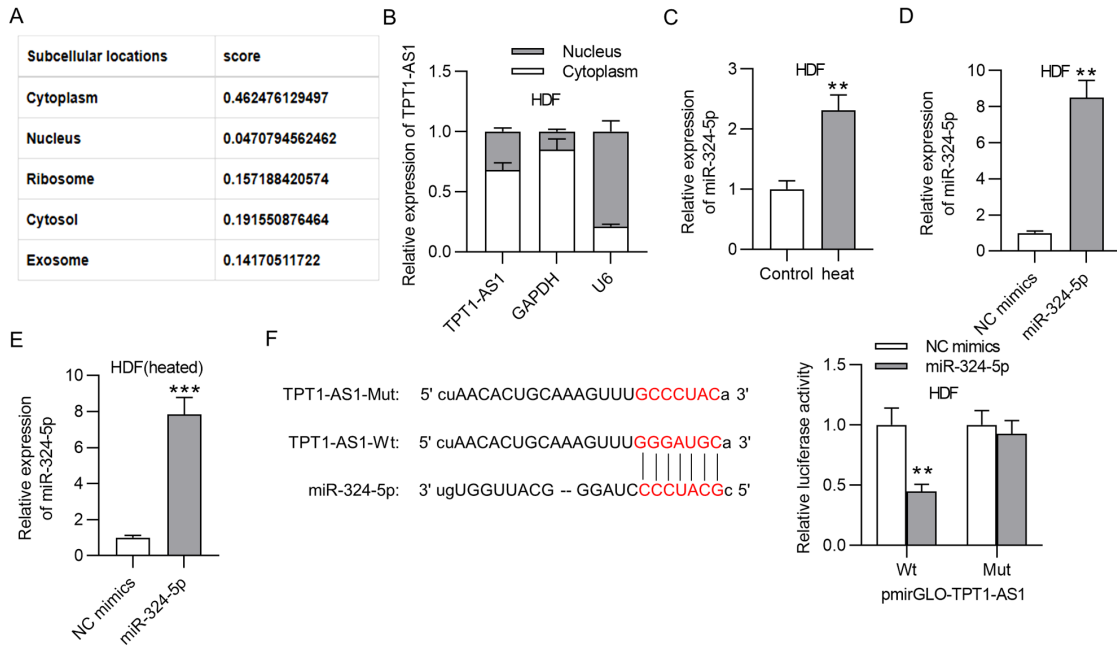 A
Subcellular locations score
Cytoplasm 0.462476129497
Nucleus 0.0470794562462
Ribosome 0.157188420574
Cytosol 0.191550876464
Exosome 0.14170511722
B
Nucleus
Cytoplasm
HDF
Relative expression of TPT1-AS1
1.5
1.0
0.5
0.0
TPT1-AS1
GAPDH
U6
C
HDF
**
Relative expression
of miR-324-5p
3
2
1
0
Control heat
D
HDF
**
Relative expression
of miR-324-5p
10
8
6
4
2
0
NC mimics
miR-324-5p
E
HDF(heated)
***
Relative expression
of miR-324-5p
10
8
6
4
2
0
NC mimics
miR-324-5p
F
TPT1-AS1-Mut: 5' cuAACACUGCAAAGUUUGCCCUACa 3'
TPT1-AS1-Wt: 5' cuAACACUGCAAAGUUUGGGAUGCa 3'
miR-324-5p: 3' ugUGGUUACG -- GGAUCCCCUACGc 5'
NC mimics
miR-324-5p
HDF
**
Relative luciferase activity
1.5
1.0
0.5
0.0
Wt Mut
pmirGLO-TPT1-AS1